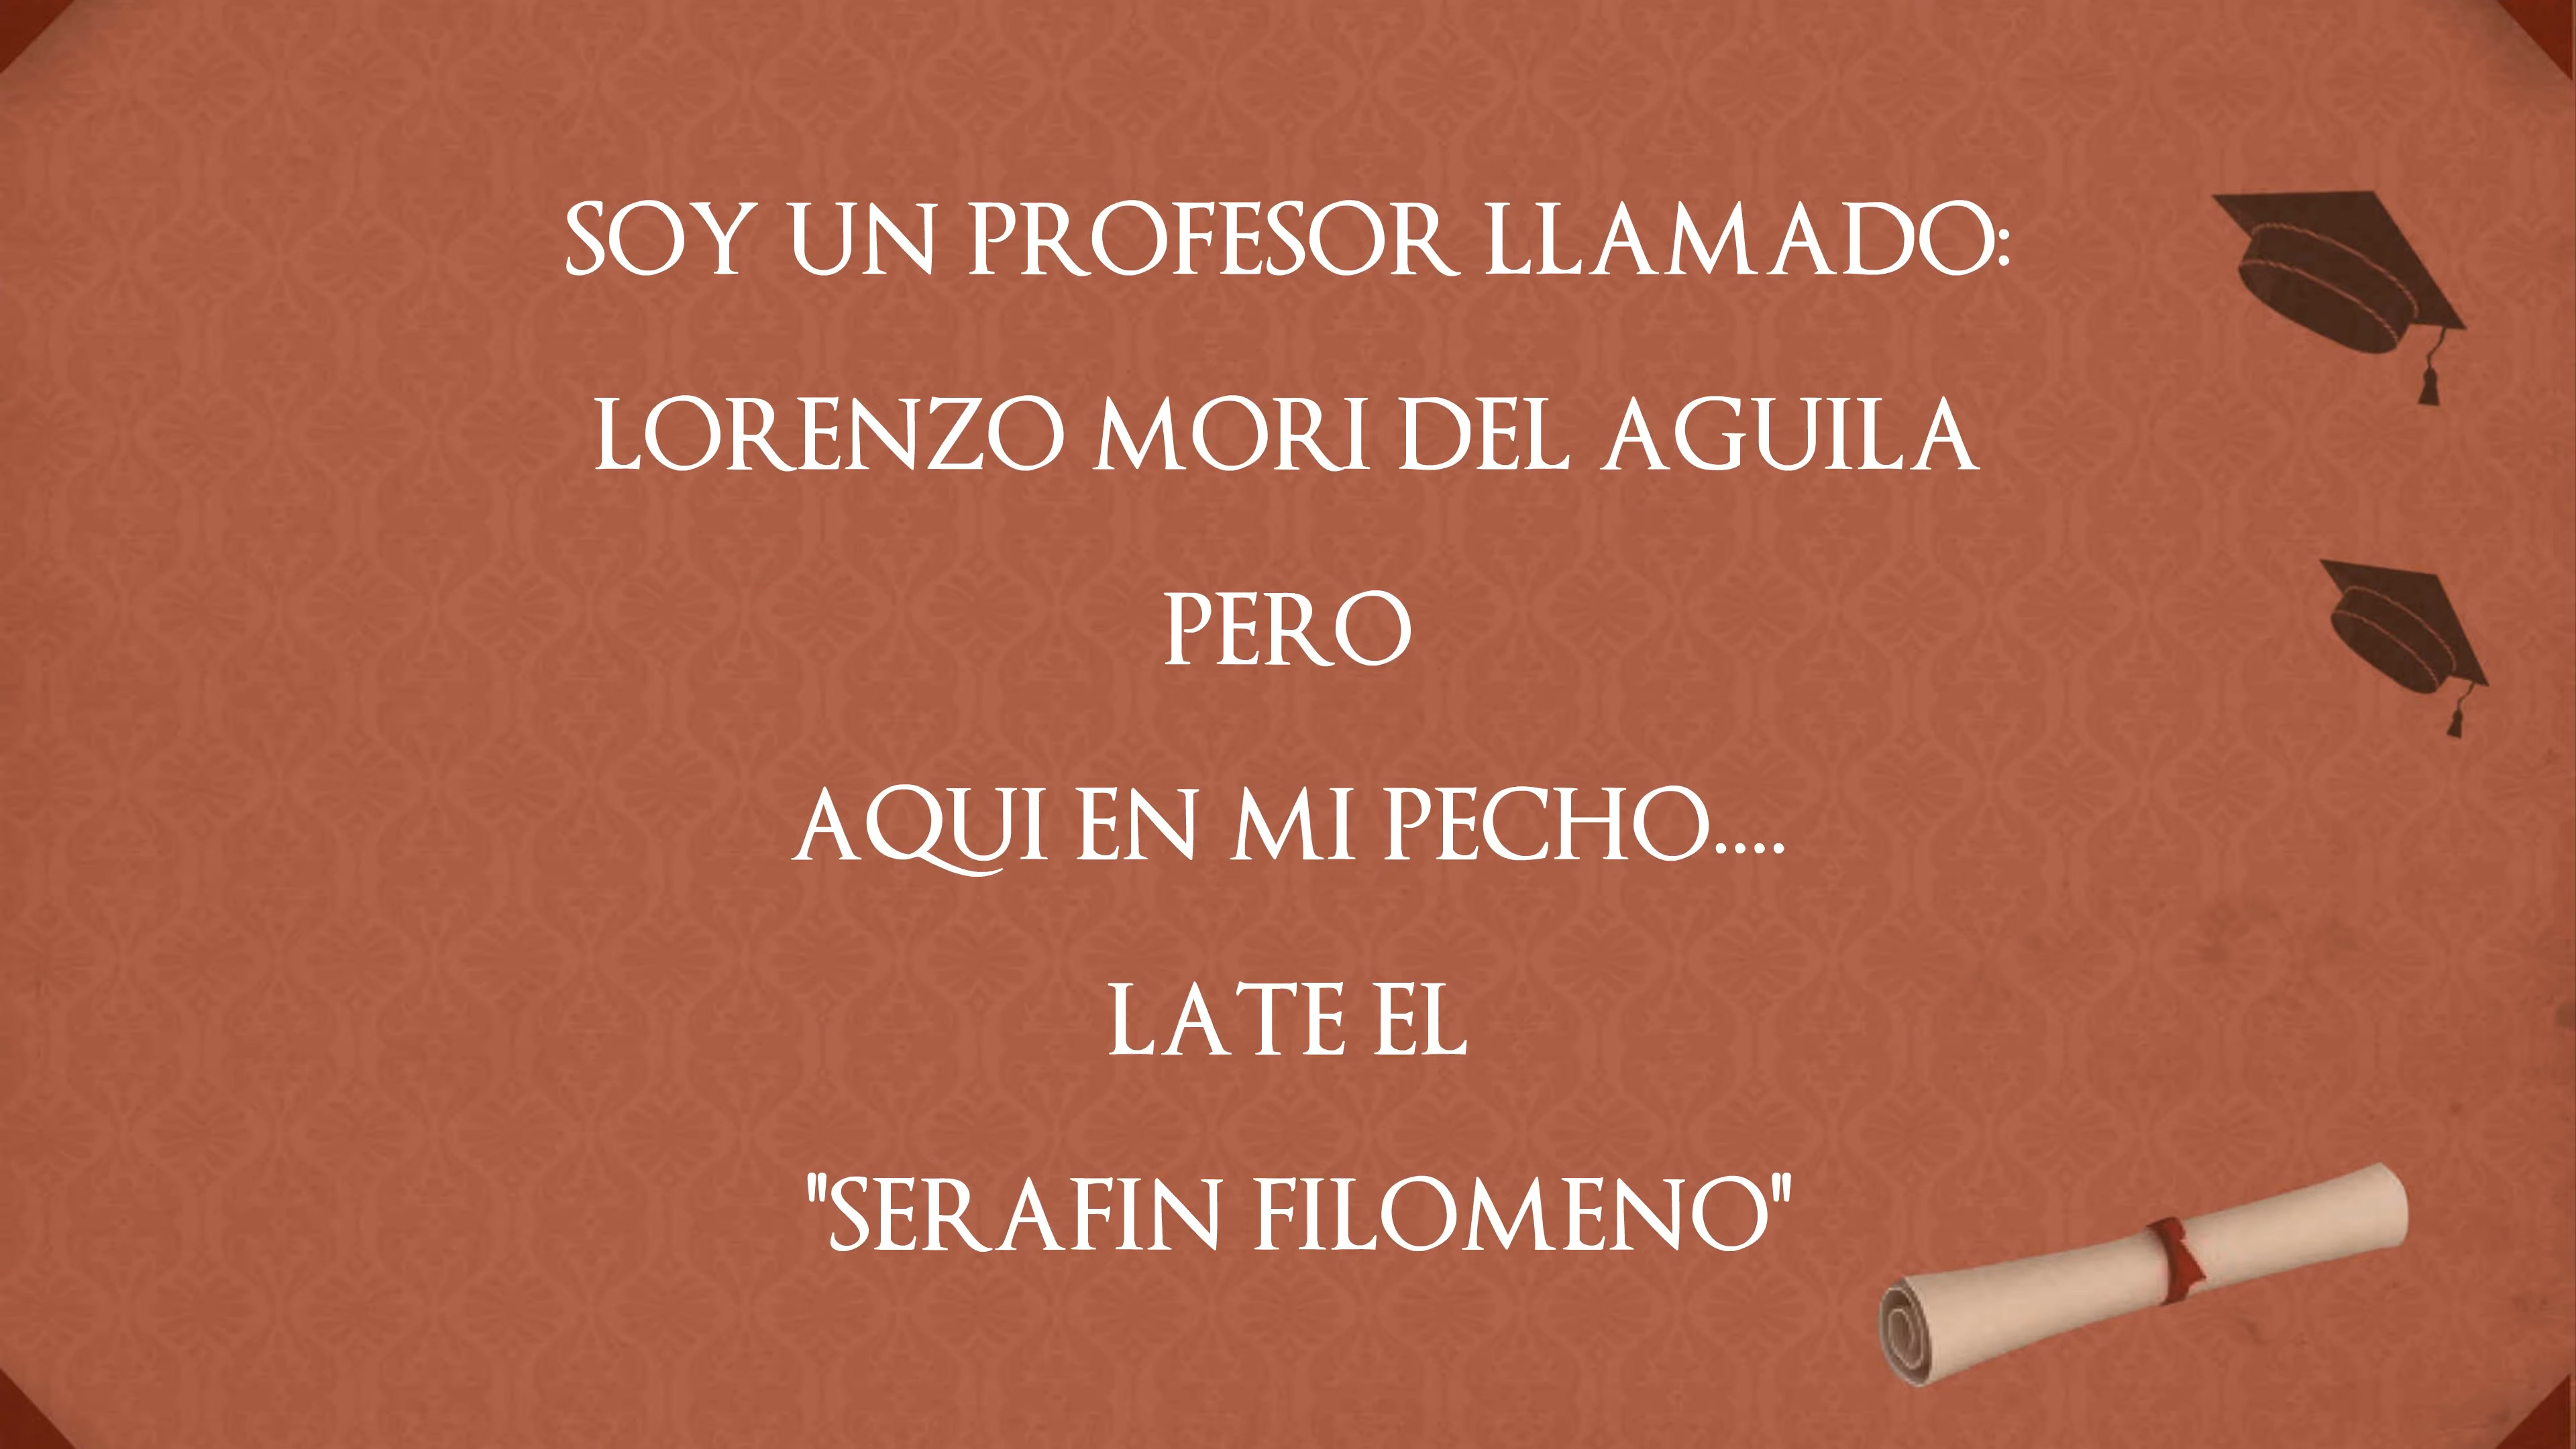 SOY UN PROFESOR LLAMADO:
LORENZO MORI DEL AGUILA
PERO
AQUI EN MI PECHO....
LATE EL
"SERAFIN FILOMENO"